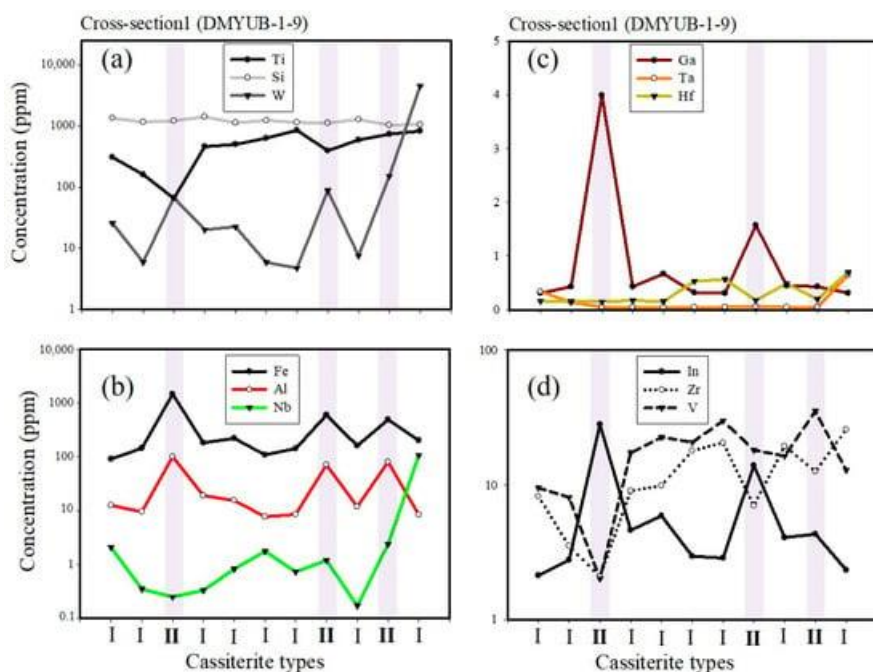 Cross-section1 (DMYUB-1-9)
Cross-section1 (DMYUB-1-9)
(a)
Ti
Si
W
Concentration (ppm)
10,000
1000
100
10
1
(c)
Ga
Ta
Hf
5
4
3
2
1
0
(b)
Fe
Al
Nb
Concentration (ppm)
10,000
1000
100
10
1
0.1
I I II I I I I II I II I
Cassiterite types
(d)
In
Zr
V
100
10
1
I I II I I I I II I II I
Cassiterite types